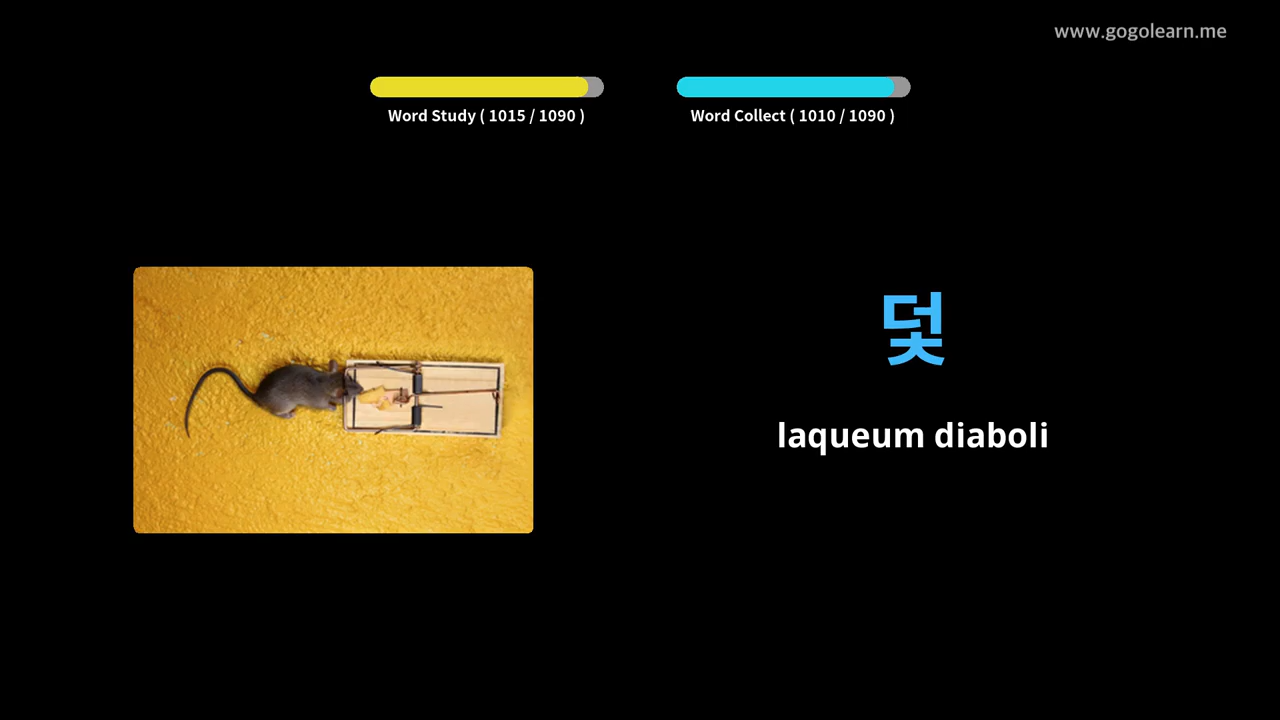 www.gogolearn.me
Word Study ( 1015 / 1090 )
Word Collect ( 1010 / 1090 )
덫
laqueum diaboli